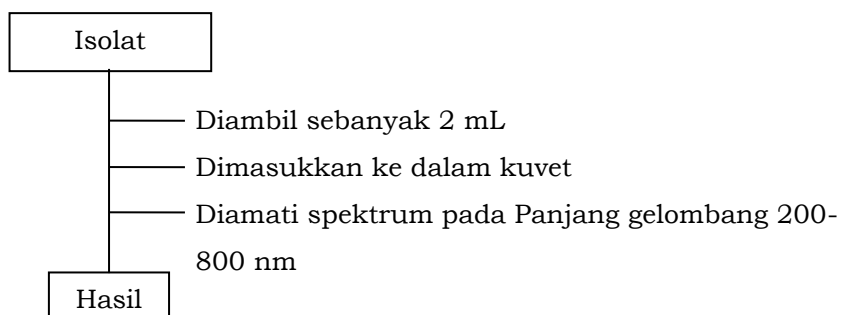 Isolat
Diambil sebanyak 2 mL
Dimasukkan ke dalam kuvet
Diamati spektrum pada Panjang gelombang 200-
800 nm
Hasil